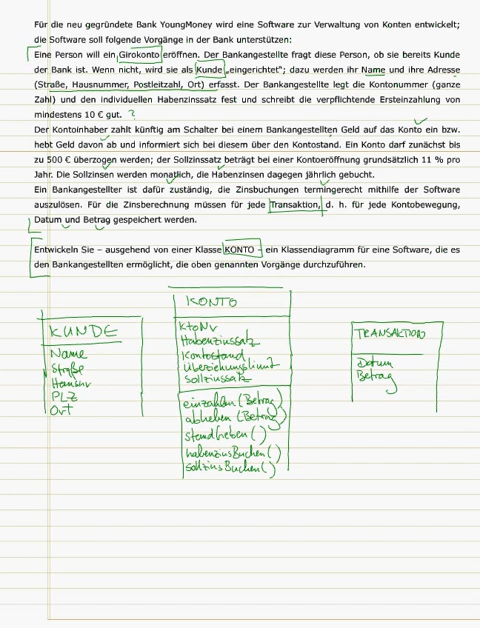 Für die neu gegründete Bank YoungMoney wird eine Software zur Verwaltung von Konten entwickelt;
die Software soll folgende Vorgänge in der Bank unterstützen:
Eine Person will ein Girokonto eröffnen. Der Bankangestellte fragt diese Person, ob sie bereits Kunde
der Bank ist. Wenn nicht, wird sie als Kunde „eingerichtet“; dazu werden ihr Name und ihre Adresse
(Straße, Hausnummer, Postleitzahl, Ort) erfasst. Der Bankangestellte legt die Kontonummer (ganze
Zahl) und den individuellen Habenzinssatz fest und schreibt die verpflichtende Ersteinzahlung von
mindestens 10 € gut. ?
Der Kontoinhaber zahlt künftig am Schalter bei einem Bankangestellten Geld auf das Konto ein bzw.
hebt Geld davon ab und informiert sich bei diesem über den Kontostand. Ein Konto darf zunächst bis
zu 500 € überzogen werden; der Sollzinssatz beträgt bei einer Kontoeröffnung grundsätzlich 11 % pro
Jahr. Die Sollzinsen werden monatlich, die Habenzinsen dagegen jährlich gebucht.
Ein Bankangestellter ist dafür zuständig, die Zinsbuchungen termingerecht mithilfe der Software
auszulösen. Für die Zinsberechnung müssen für jede Transaktion, d. h. für jede Kontobewegung,
Datum und Betrag gespeichert werden.
Entwickeln Sie – ausgehend von einer Klasse KONTO – ein Klassendiagramm für eine Software, die es
den Bankangestellten ermöglicht, die oben genannten Vorgänge durchzuführen.
KONTO
KtoNr
Habenzinssatz
Kontostand
Überziehungslimit
Sollzinssatz
einzahlen (Betrag)
abheben (Betrag)
standGeben ()
habenzinsBuchen ()
sollzinsBuchen ()
KUNDE
Name
Straße
Hausnr
PLZ
Ort
TRANSAKTION
Datum
Betrag